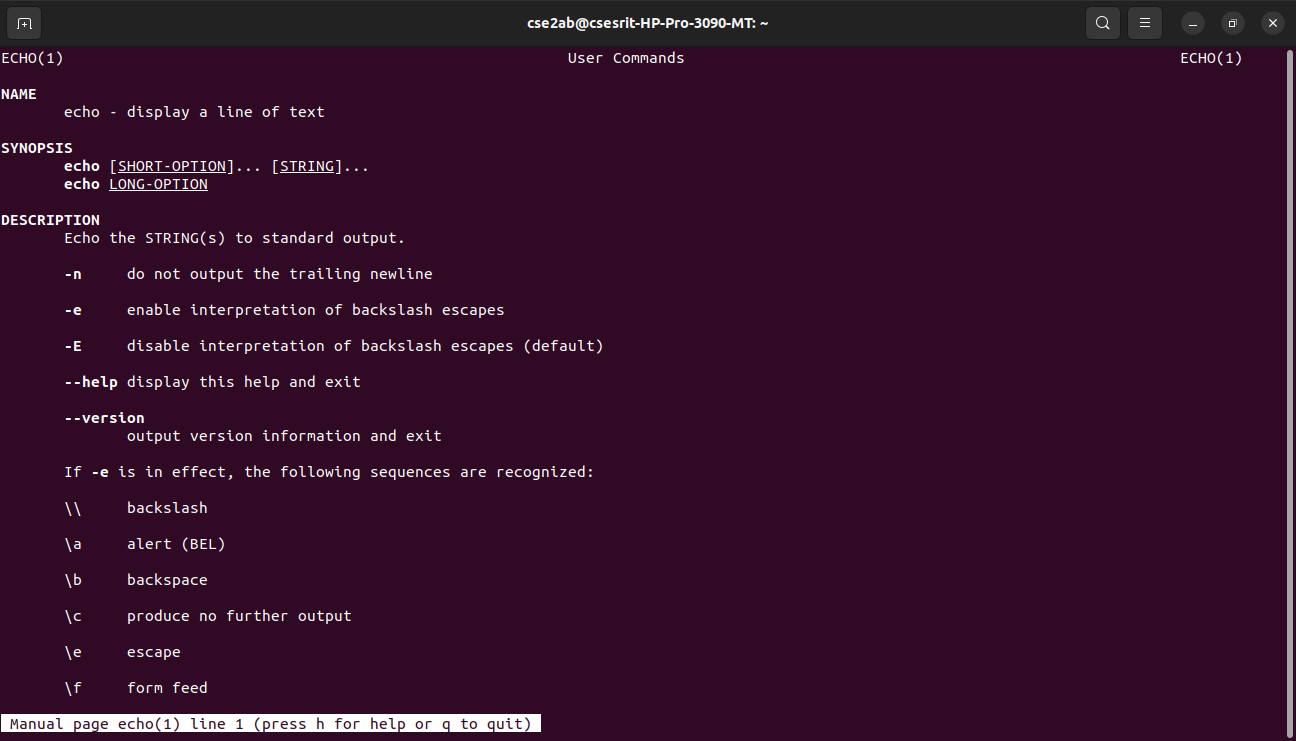 cse2ab@csesrit-HP-Pro-3090-MT: ~
ECHO(1) User Commands ECHO(1)
NAME
echo - display a line of text
SYNOPSIS
echo [SHORT-OPTION]... [STRING]...
echo LONG-OPTION
DESCRIPTION
Echo the STRING(s) to standard output.
-n do not output the trailing newline
-e enable interpretation of backslash escapes
-E disable interpretation of backslash escapes (default)
--help display this help and exit
--version
output version information and exit
If -e is in effect, the following sequences are recognized:
\\ backslash
\a alert (BEL)
\b backspace
\c produce no further output
\e escape
\f form feed
Manual page echo(1) line 1 (press h for help or q to quit)